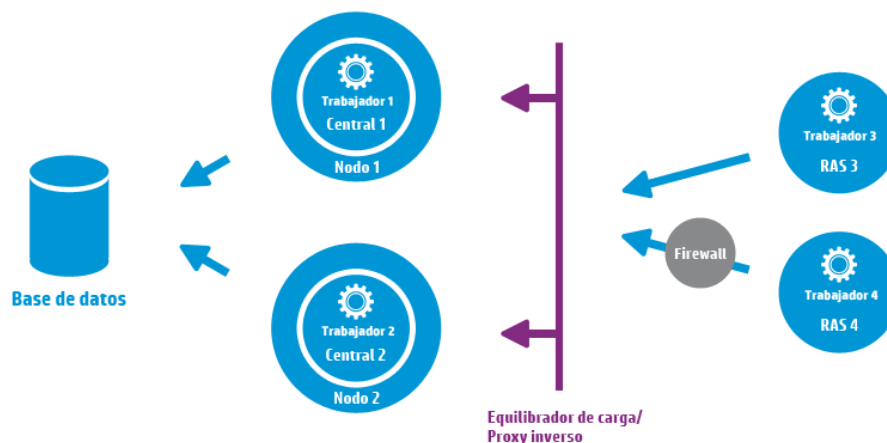 Trabajador 1
Central 1
Nodo 1
Trabajador 3
RAS 3
Base de datos
Firewall
Trabajador 2
Central 2
Nodo 2
Trabajador 4
RAS 4
Equilibrador de carga/
Proxy inverso